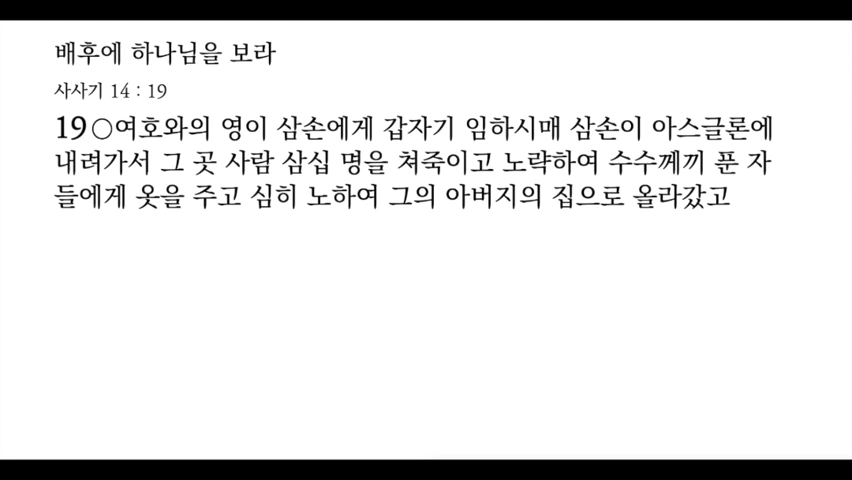 배후에 하나님을 보라
사사기 14 : 19
19○여호와의 영이 삼손에게 갑자기 임하시매 삼손이 아스글론에
내려가서 그 곳 사람 삼십 명을 쳐죽이고 노략하여 수수께끼 푼 자
들에게 옷을 주고 심히 노하여 그의 아버지의 집으로 올라갔고